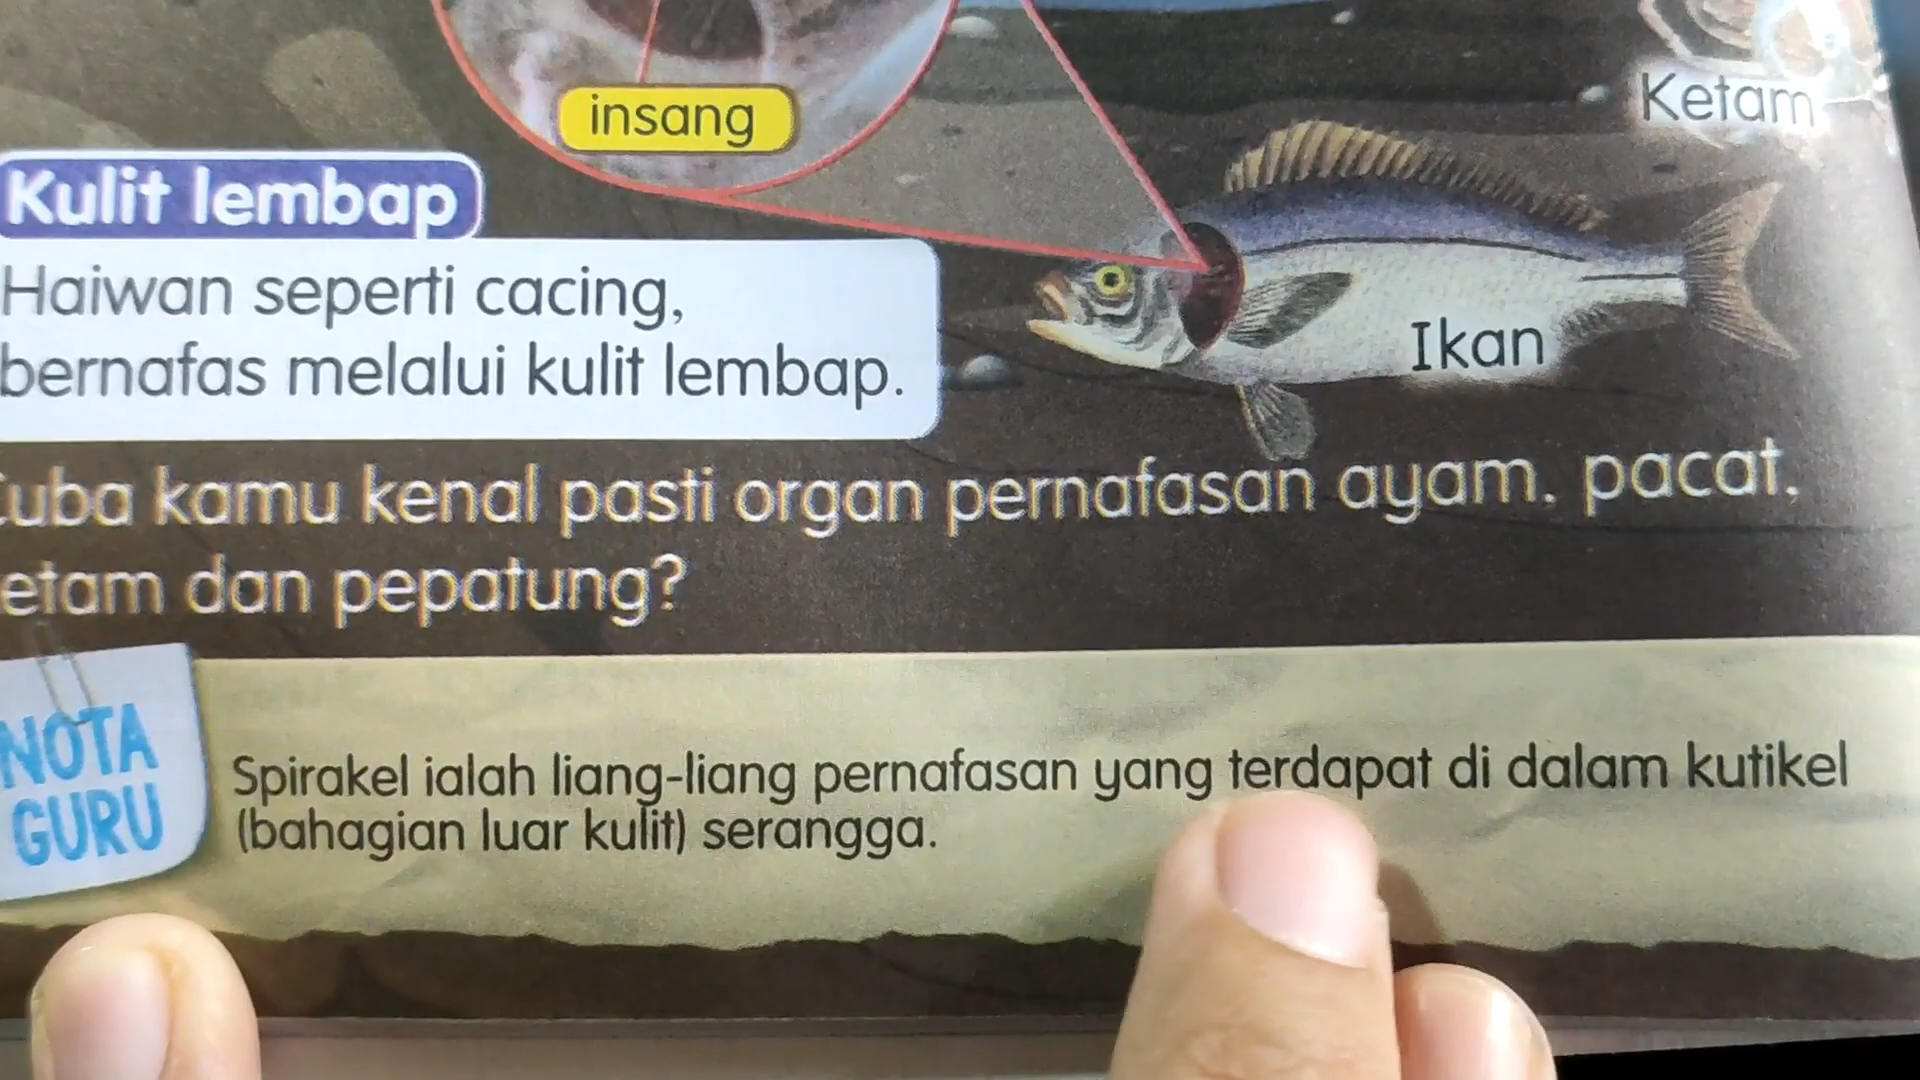 insang
Ketam
Kulit lembap
Haiwan seperti cacing,
bernafas melalui kulit lembap.
Ikan
Cuba kamu kenal pasti organ pernafasan ayam, pacat,
etam dan pepatung?
NOTA
GURU
Spirakel ialah liang-liang pernafasan yang terdapat di dalam kutikel
(bahagian luar kulit) serangga.